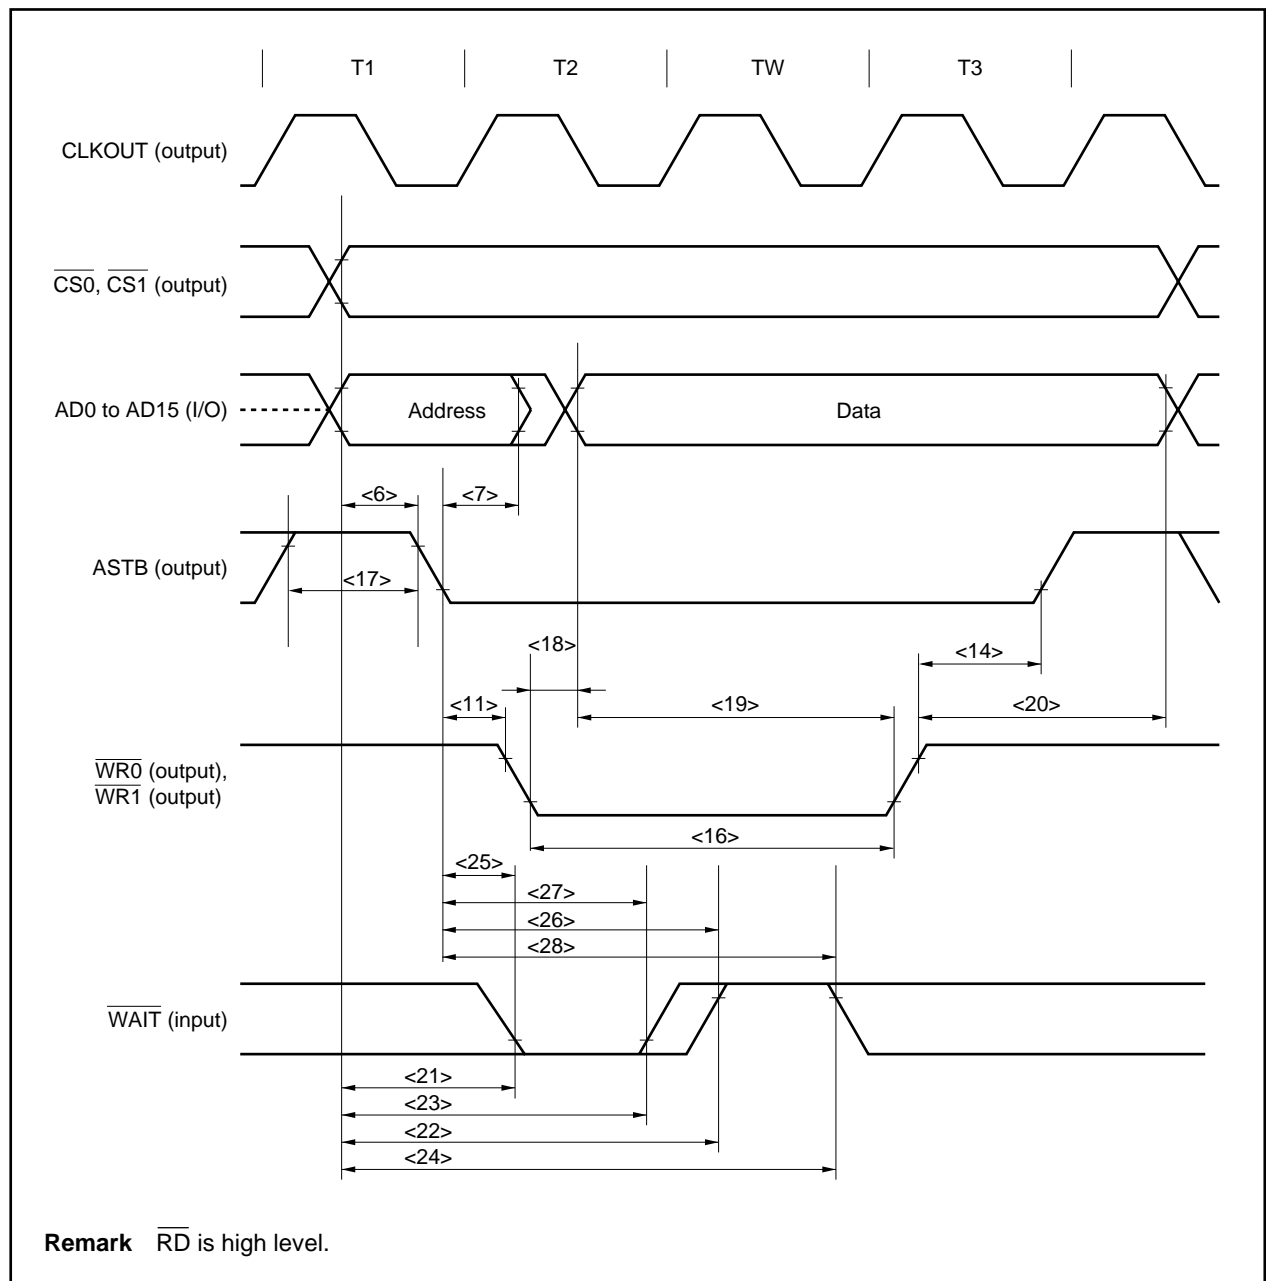 T1 T2 TW T3
CLKOUT (output)
CS0, CS1 (output)
AD0 to AD15 (I/O) Address Data
<6> <7>
ASTB (output)
<17>
<18> <14>
<11> <19> <20>
WR0 (output),
WR1 (output)
<16>
<25>
<27>
<26>
<28>
WAIT (input)
<21>
<23>
<22>
<24>
Remark RD is high level.